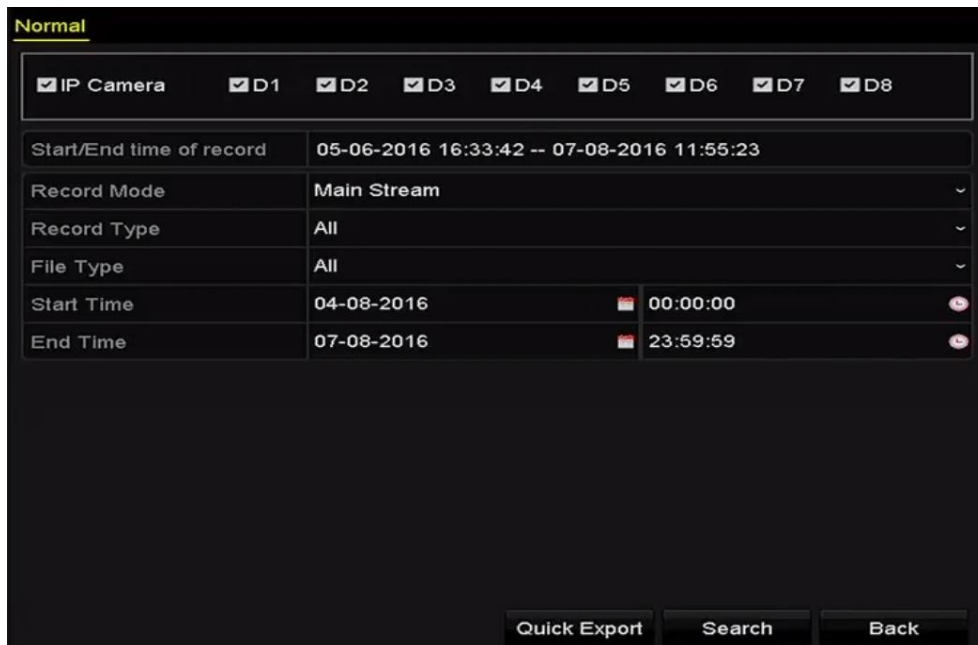 Normal
IP Camera D1 D2 D3 D4 D5 D6 D7 D8
Start/End time of record 05-06-2016 16:33:42 -- 07-08-2016 11:55:23
Record Mode Main Stream
Record Type All
File Type All
Start Time 04-08-2016 00:00:00
End Time 07-08-2016 23:59:59
Quick Export Search Back